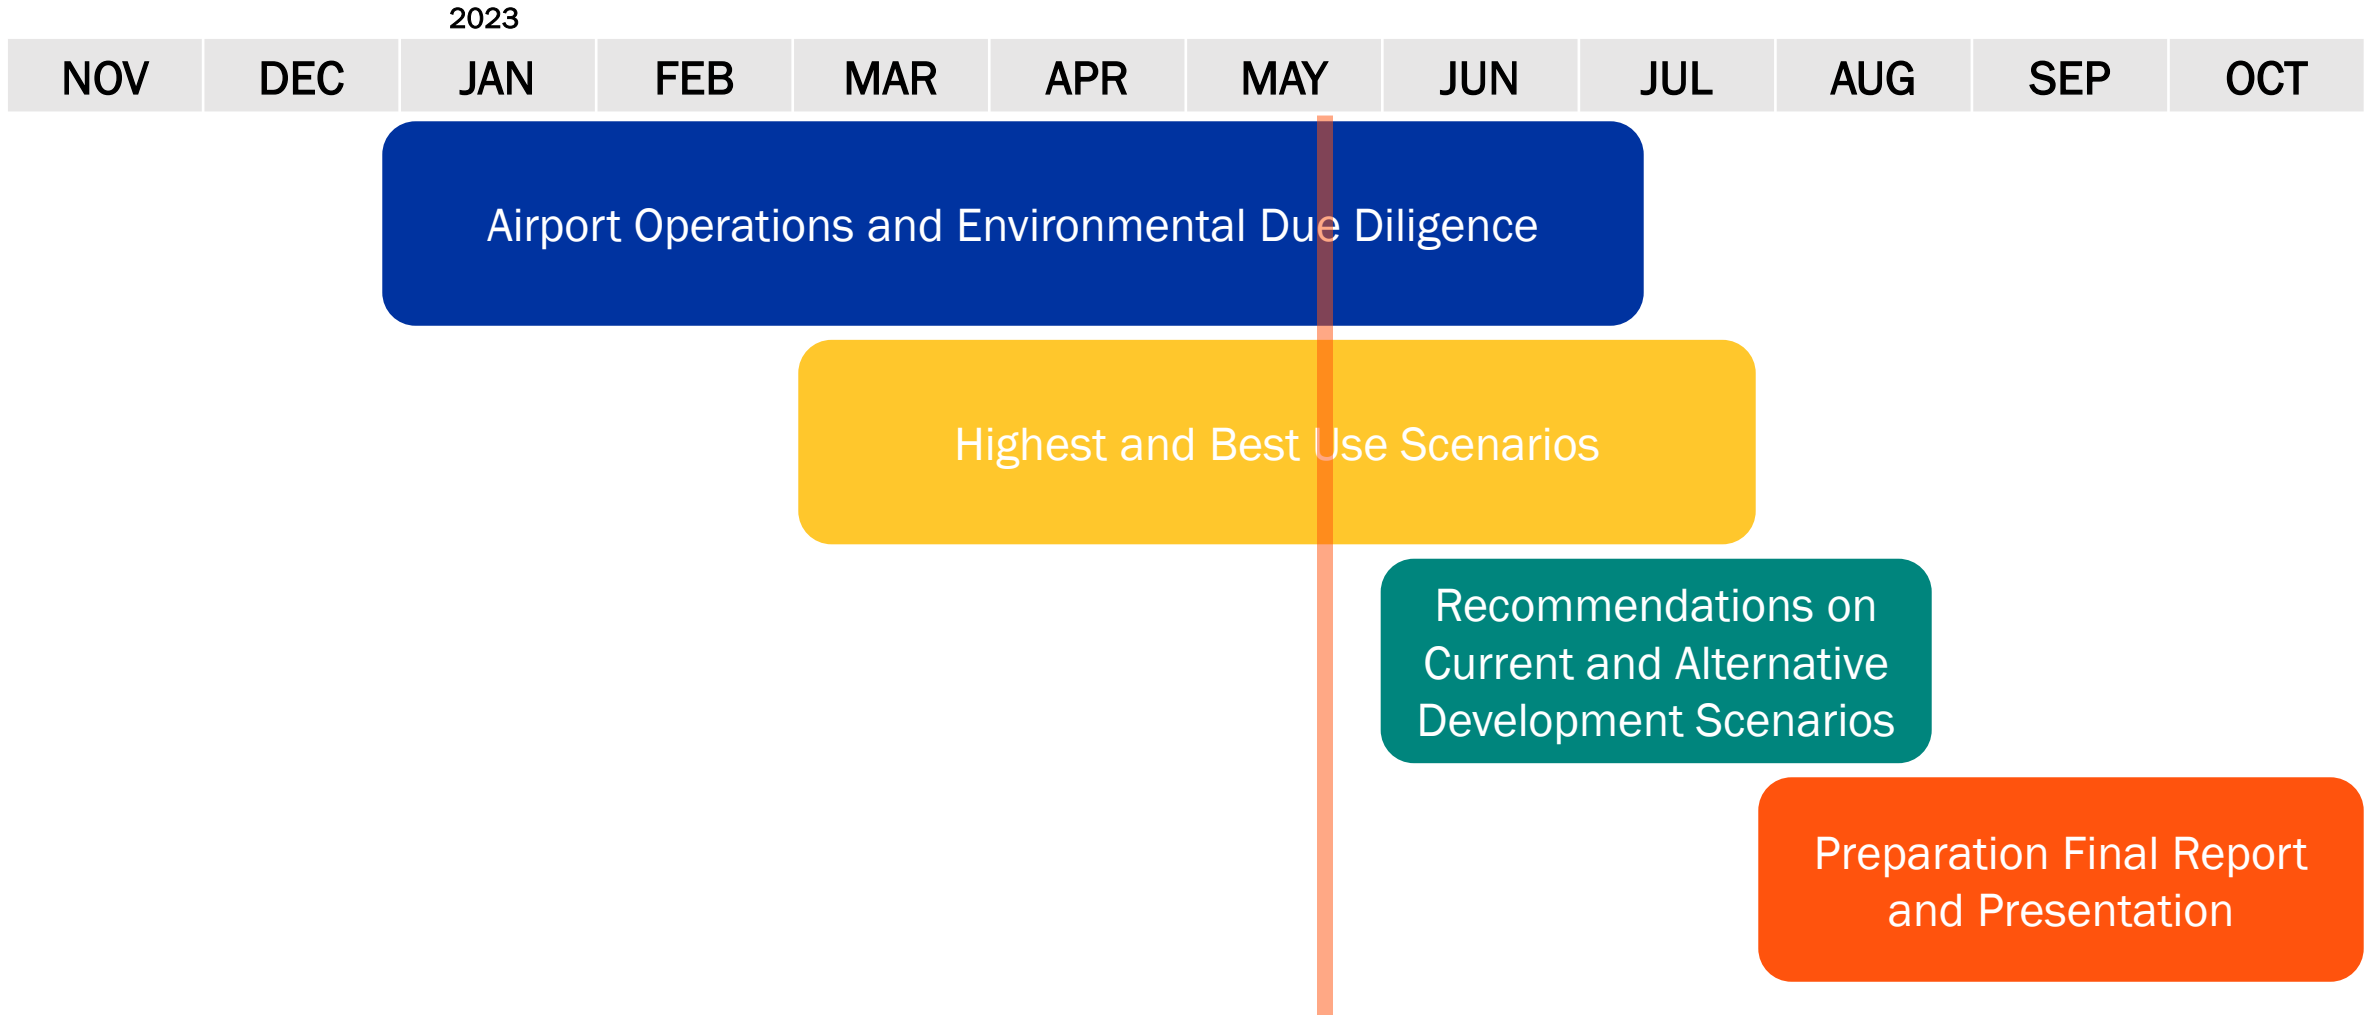 2023
NOV DEC JAN FEB MAR APR MAY JUN JUL AUG SEP OCT
Airport Operations and Environmental Due Diligence
Highest and Best Use Scenarios
Recommendations on
Current and Alternative
Development Scenarios
Preparation Final Report
and Presentation